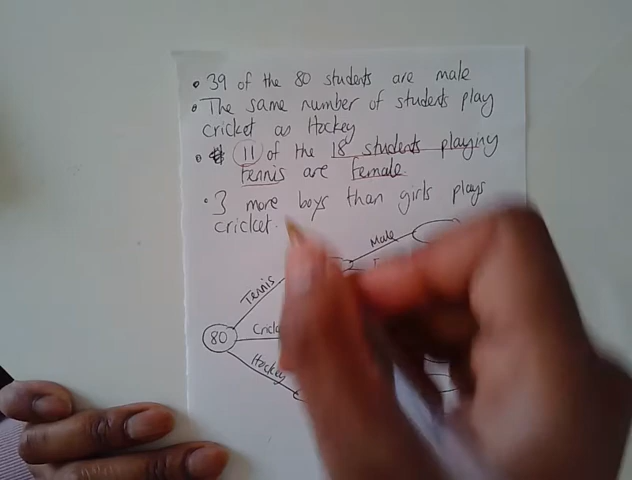 • 39 of the 80 students are male
• The same number of students play
cricket as Hockey
• 11 of the 18 students playing
tennis are Female
• 3 more boys than girls plays
cricket.
Male
Tennis
80
Hockey